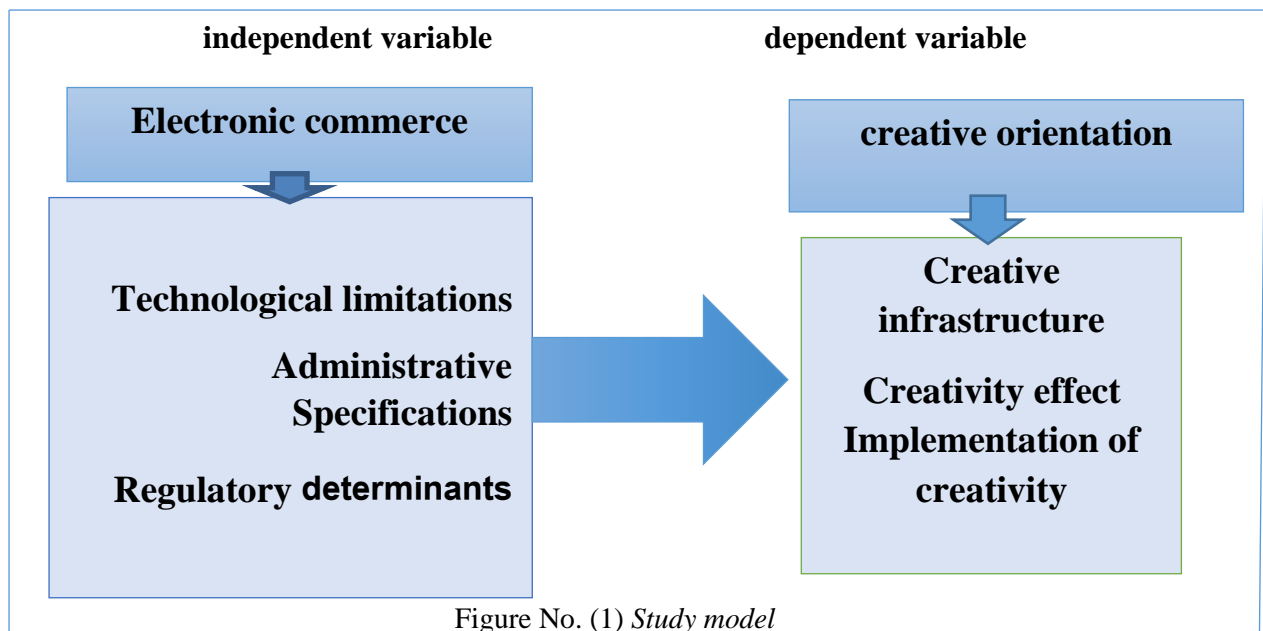 independent variable
dependent variable
Electronic commerce
creative orientation
Technological limitations
Administrative
Specifications
Regulatory determinants
Creative
infrastructure
Creativity effect
Implementation of
creativity
Figure No. (1) Study model